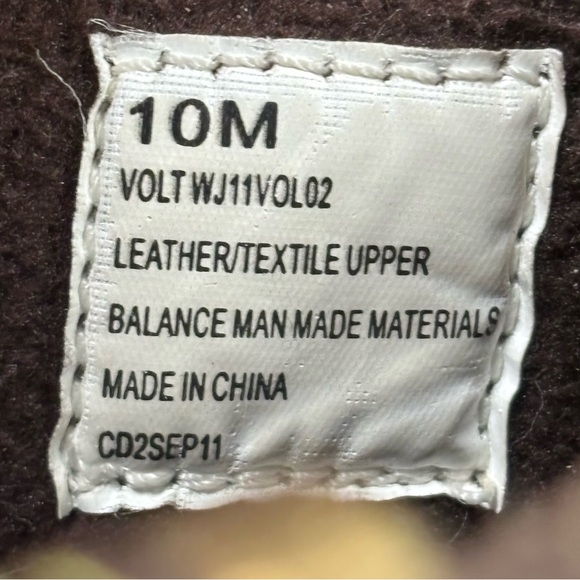 10M
VOLT WJ11VOL02
LEATHER/TEXTILE UPPER
BALANCE MAN MADE MATERIALS
MADE IN CHINA
CD2SEP11